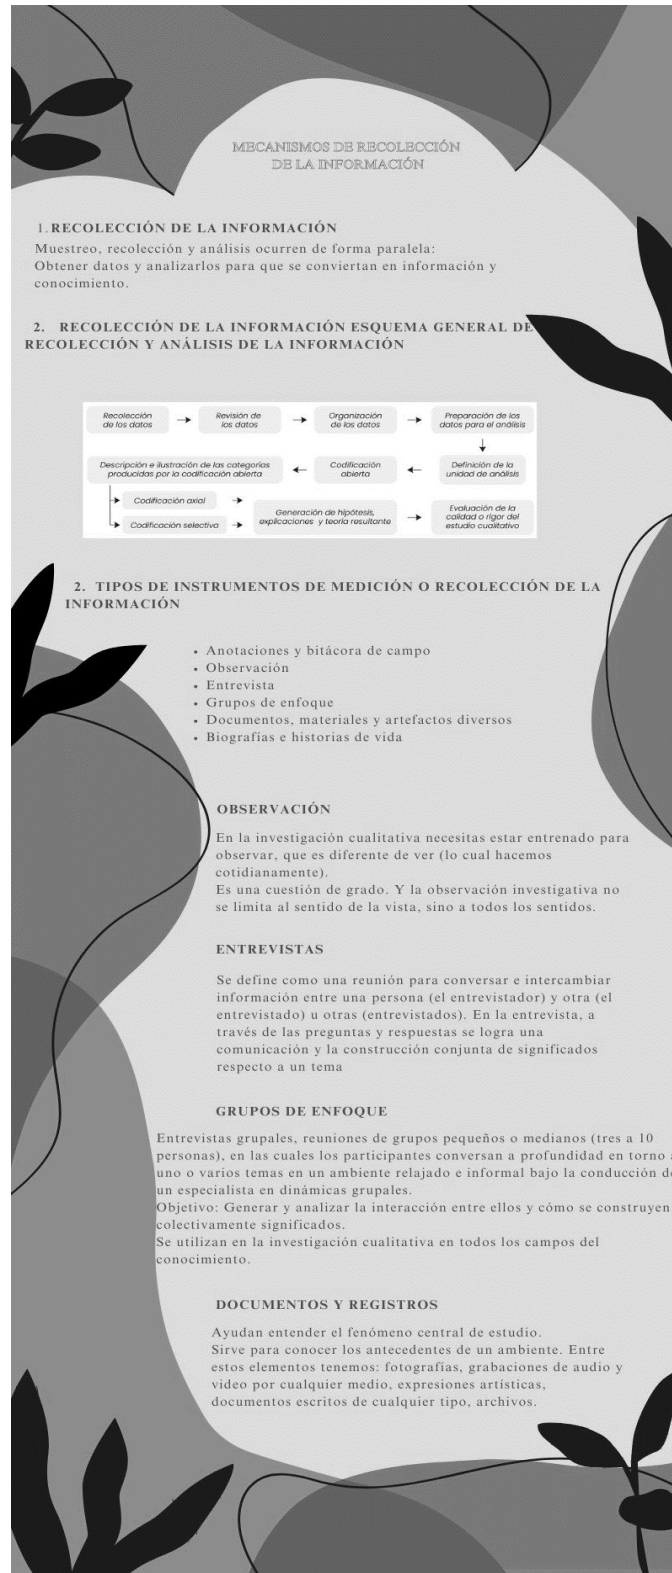 MECANISMOS DE RECOLECCIÓN
DE LA INFORMACIÓN
1. RECOLECCIÓN DE LA INFORMACIÓN
Muestreo, recolección y análisis ocurren de forma paralela:
Obtener datos y analizarlos para que se conviertan en información y
conocimiento.
2. RECOLECCIÓN DE LA INFORMACIÓN ESQUEMA GENERAL DE
RECOLECCIÓN Y ANÁLISIS DE LA INFORMACIÓN
Recolección
de los datos
Revisión de
los datos
Organización
de los datos
Preparación de los
datos para el análisis
Definición de la
unidad de análisis
Codificación
abierta
Descripción e ilustración de las categorías
producidas por la codificación abierta
Codificación axial
Codificación selectiva
Generación de hipótesis,
explicaciones y teoría resultante
Evaluación de la
calidad o rigor del
estudio cualitativo
2. TIPOS DE INSTRUMENTOS DE MEDICIÓN O RECOLECCIÓN DE LA
INFORMACIÓN
• Anotaciones y bitácora de campo
• Observación
• Entrevista
• Grupos de enfoque
• Documentos, materiales y artefactos diversos
• Biografías e historias de vida
OBSERVACIÓN
En la investigación cualitativa necesitas estar entrenado para
observar, que es diferente de ver (lo cual hacemos
cotidianamente).
Es una cuestión de grado. Y la observación investigativa no
se limita al sentido de la vista, sino a todos los sentidos.
ENTREVISTAS
Se define como una reunión para conversar e intercambiar
información entre una persona (el entrevistador) y otra (el
entrevistado) u otras (entrevistados). En la entrevista, a
través de las preguntas y respuestas se logra una
comunicación y la construcción conjunta de significados
respecto a un tema
GRUPOS DE ENFOQUE
Entrevistas grupales, reuniones de grupos pequeños o medianos (tres a 10
personas), en las cuales los participantes conversan a profundidad en torno a
uno o varios temas en un ambiente relajado e informal bajo la conducción de
un especialista en dinámicas grupales.
Objetivo: Generar y analizar la interacción entre ellos y cómo se construyen
colectivamente significados.
Se utilizan en la investigación cualitativa en todos los campos del
conocimiento.
DOCUMENTOS Y REGISTROS
Ayudan entender el fenómeno central de estudio.
Sirve para conocer los antecedentes de un ambiente. Entre
estos elementos tenemos: fotografías, grabaciones de audio y
video por cualquier medio, expresiones artísticas,
documentos escritos de cualquier tipo, archivos.